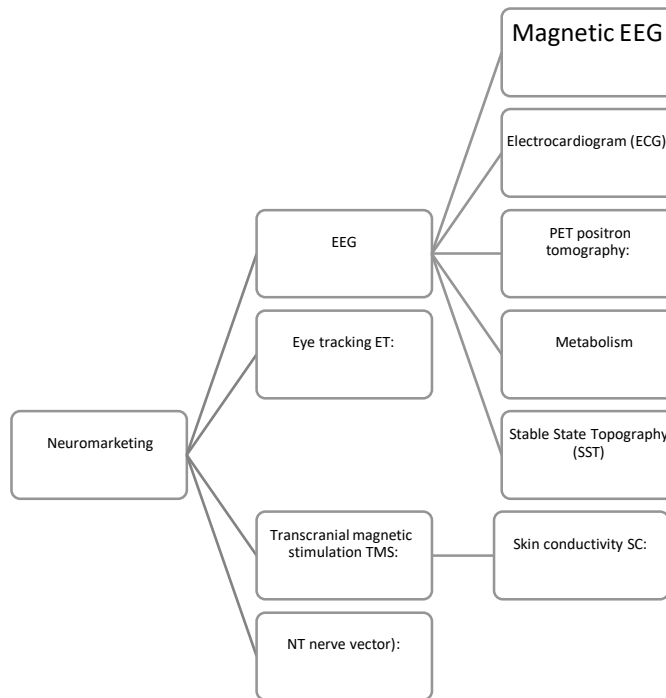 Magnetic EEG
Electrocardiogram (ECG)
EEG
PET positron
tomography:
Eye tracking ET:
Metabolism
Neuromarketing
Stable State Topography
(SST)
Transcranial magnetic
stimulation TMS:
Skin conductivity SC:
NT nerve vector):